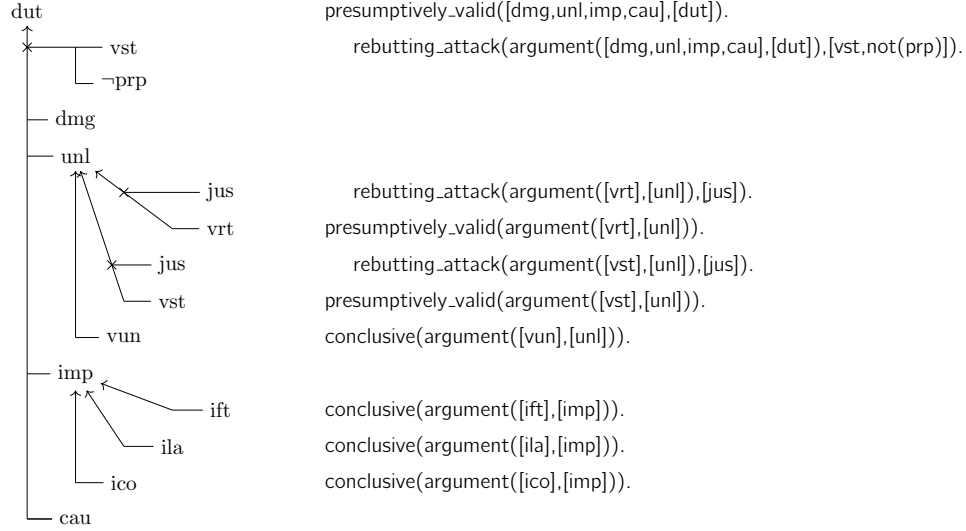 dut presumptively_valid([dmg,unl,imp,cau],[dut]).
vst rebutting_attack(argument([dmg,unl,imp,cau],[dut]),[vst,not(prp)]).
¬prp
dmg
unl
jus rebutting_attack(argument([vrt],[unl]),[jus]).
vrt presumptively_valid(argument([vrt],[unl])).
jus rebutting_attack(argument([vst],[unl]),[jus]).
vst presumptively_valid(argument([vst],[unl])).
vun conclusive(argument([vun],[unl])).
imp
ift conclusive(argument([ift],[imp])).
ila conclusive(argument([ila],[imp])).
ico conclusive(argument([ico],[imp])).
cau